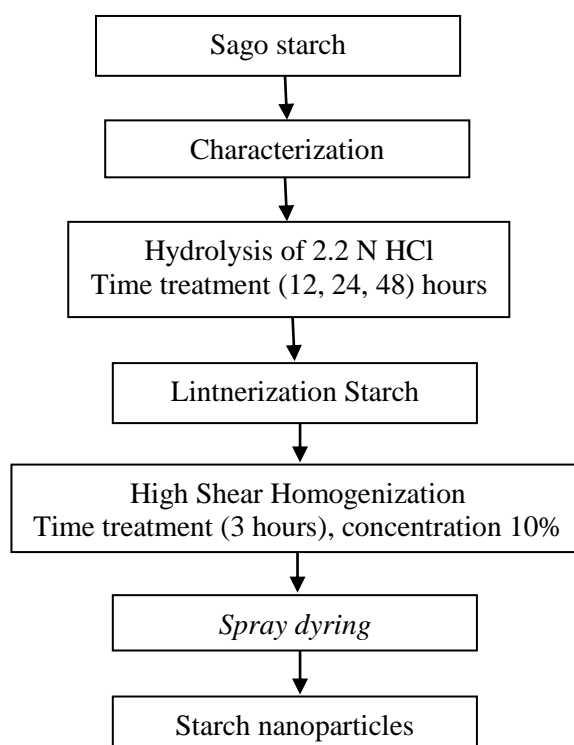 Sago starch
Characterization
Hydrolysis of 2.2 N HCl
Time treatment (12, 24, 48) hours
Lintnerization Starch
High Shear Homogenization
Time treatment (3 hours), concentration 10%
Spray dyring
Starch nanoparticles